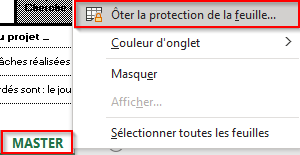 Cherche
Ôter la protection de la feuille...
u projet ...
Couleur d'onglet
âches réalisées
Masquer
Afficher...
rdés sont : le jou
Sélectionner toutes les feuilles
MASTER